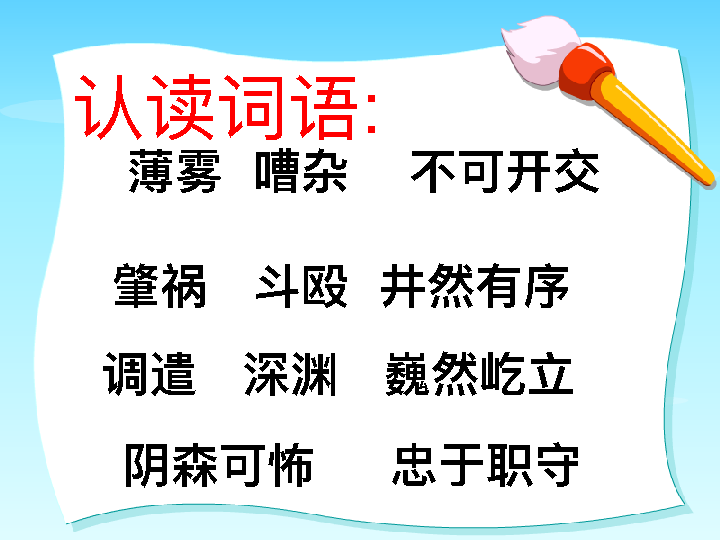 认读词语:
薄雾 嘈杂 不可开交
肇祸 斗殴 井然有序
调遣 深渊 巍然屹立
阴森可怖 忠于职守